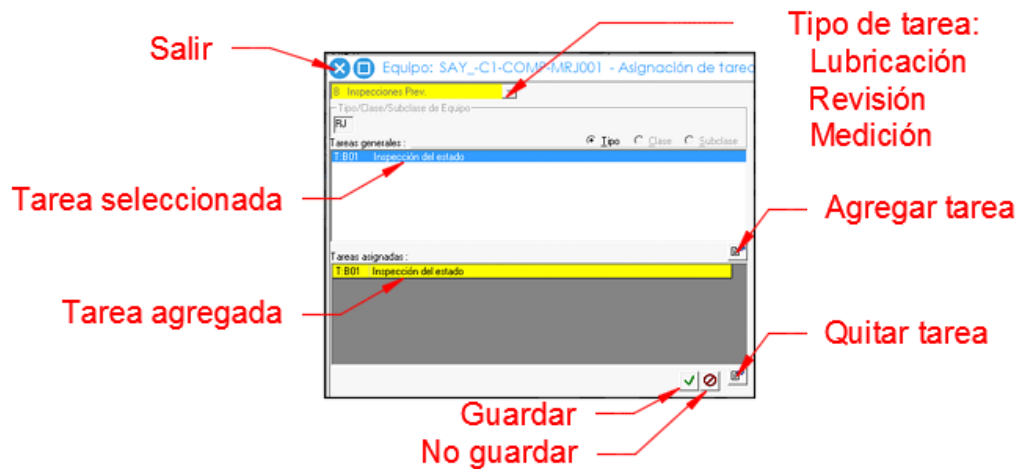 Salir
Tipo de tarea:
Lubricación
Revisión
Medición
Equipo: SAY_-C1-COMP-MRJ001 - Asignación de tarec
B Inspecciones Prev.
Tipo/Clase/Subclase de Equipo
RJ
Tareas generales : Tipo Clase Subclase
T.B01 Inspección del estado
Tarea seleccionada
Agregar tarea
Tareas asignadas :
T.B01 Inspección del estado
Tarea agregada
Quitar tarea
Guardar
No guardar